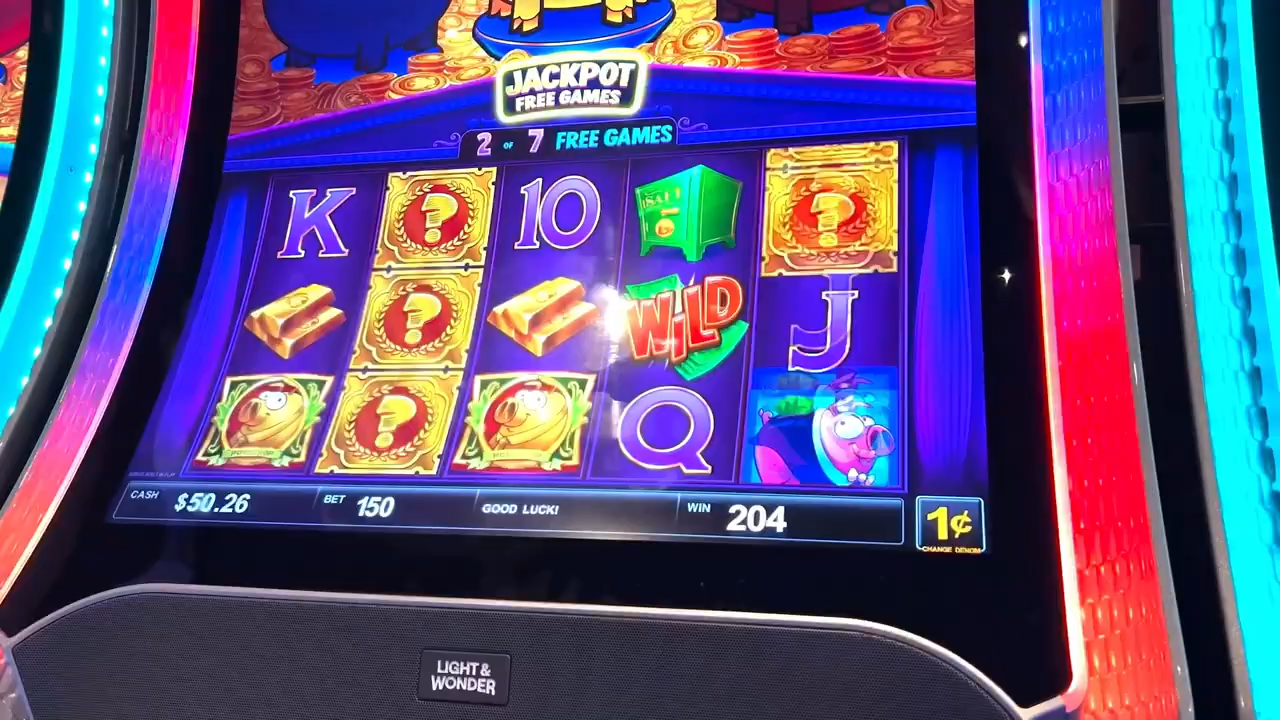 JACKPOT
FREE GAMES
2 OF 7 FREE GAMES
K
?
10
?
?
WILD
J
?
Q
CASH $50.26
BET 150
GOOD LUCK!
WIN 204
1¢
CHANGE DENOM
LIGHT &
WONDER